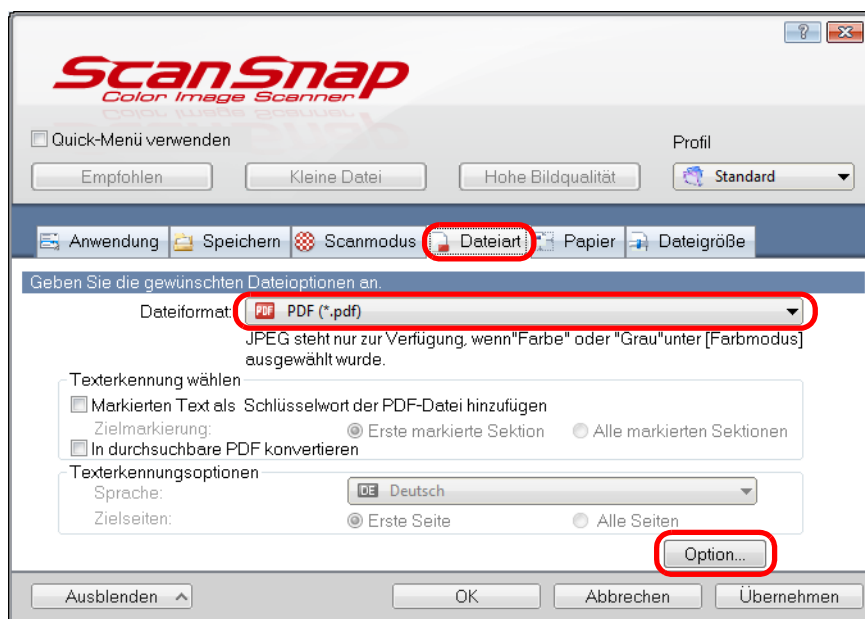 ScanSnap
Color Image Scanner
Quick-Menü verwenden
Profil
Empfohlen Kleine Datei Hohe Bildqualität Standard
Anwendung Speichern Scanmodus Dateiart Papier Dateigröße
Geben Sie die gewünschten Dateioptionen an.
Dateiformat: PDF PDF (*.pdf)
JPEG steht nur zur Verfügung, wenn"Farbe" oder "Grau"unter [Farbmodus]
ausgewählt wurde.
Texterkennung wählen
Markierten Text als Schlüsselwort der PDF-Datei hinzufügen
Zielmarkierung: Erste markierte Sektion Alle markierten Sektionen
In durchsuchbare PDF konvertieren
Texterkennungsoptionen
Sprache: DE Deutsch
Zielseiten: Erste Seite Alle Seiten
Option...
Ausblenden OK Abbrechen Übernehmen